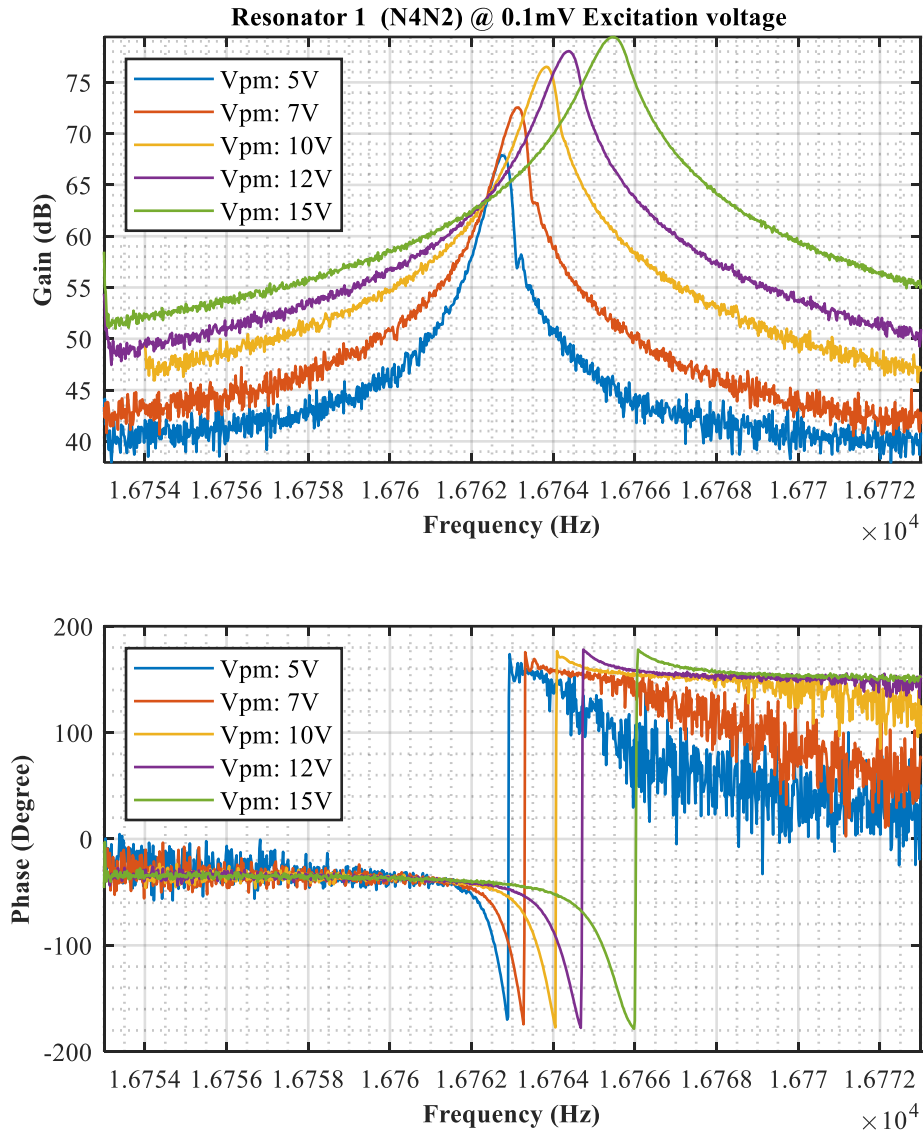 Resonator 1 (N4N2) @ 0.1mV Excitation voltage
Gain (dB)
75
70
65
60
55
50
45
40
Vpm: 5V
Vpm: 7V
Vpm: 10V
Vpm: 12V
Vpm: 15V
1.6754 1.6756 1.6758 1.676 1.6762 1.6764 1.6766 1.6768 1.677 1.6772
Frequency (Hz)
×10⁴
Phase (Degree)
200
100
0
-100
-200
Vpm: 5V
Vpm: 7V
Vpm: 10V
Vpm: 12V
Vpm: 15V
1.6754 1.6756 1.6758 1.676 1.6762 1.6764 1.6766 1.6768 1.677 1.6772
Frequency (Hz)
×10⁴